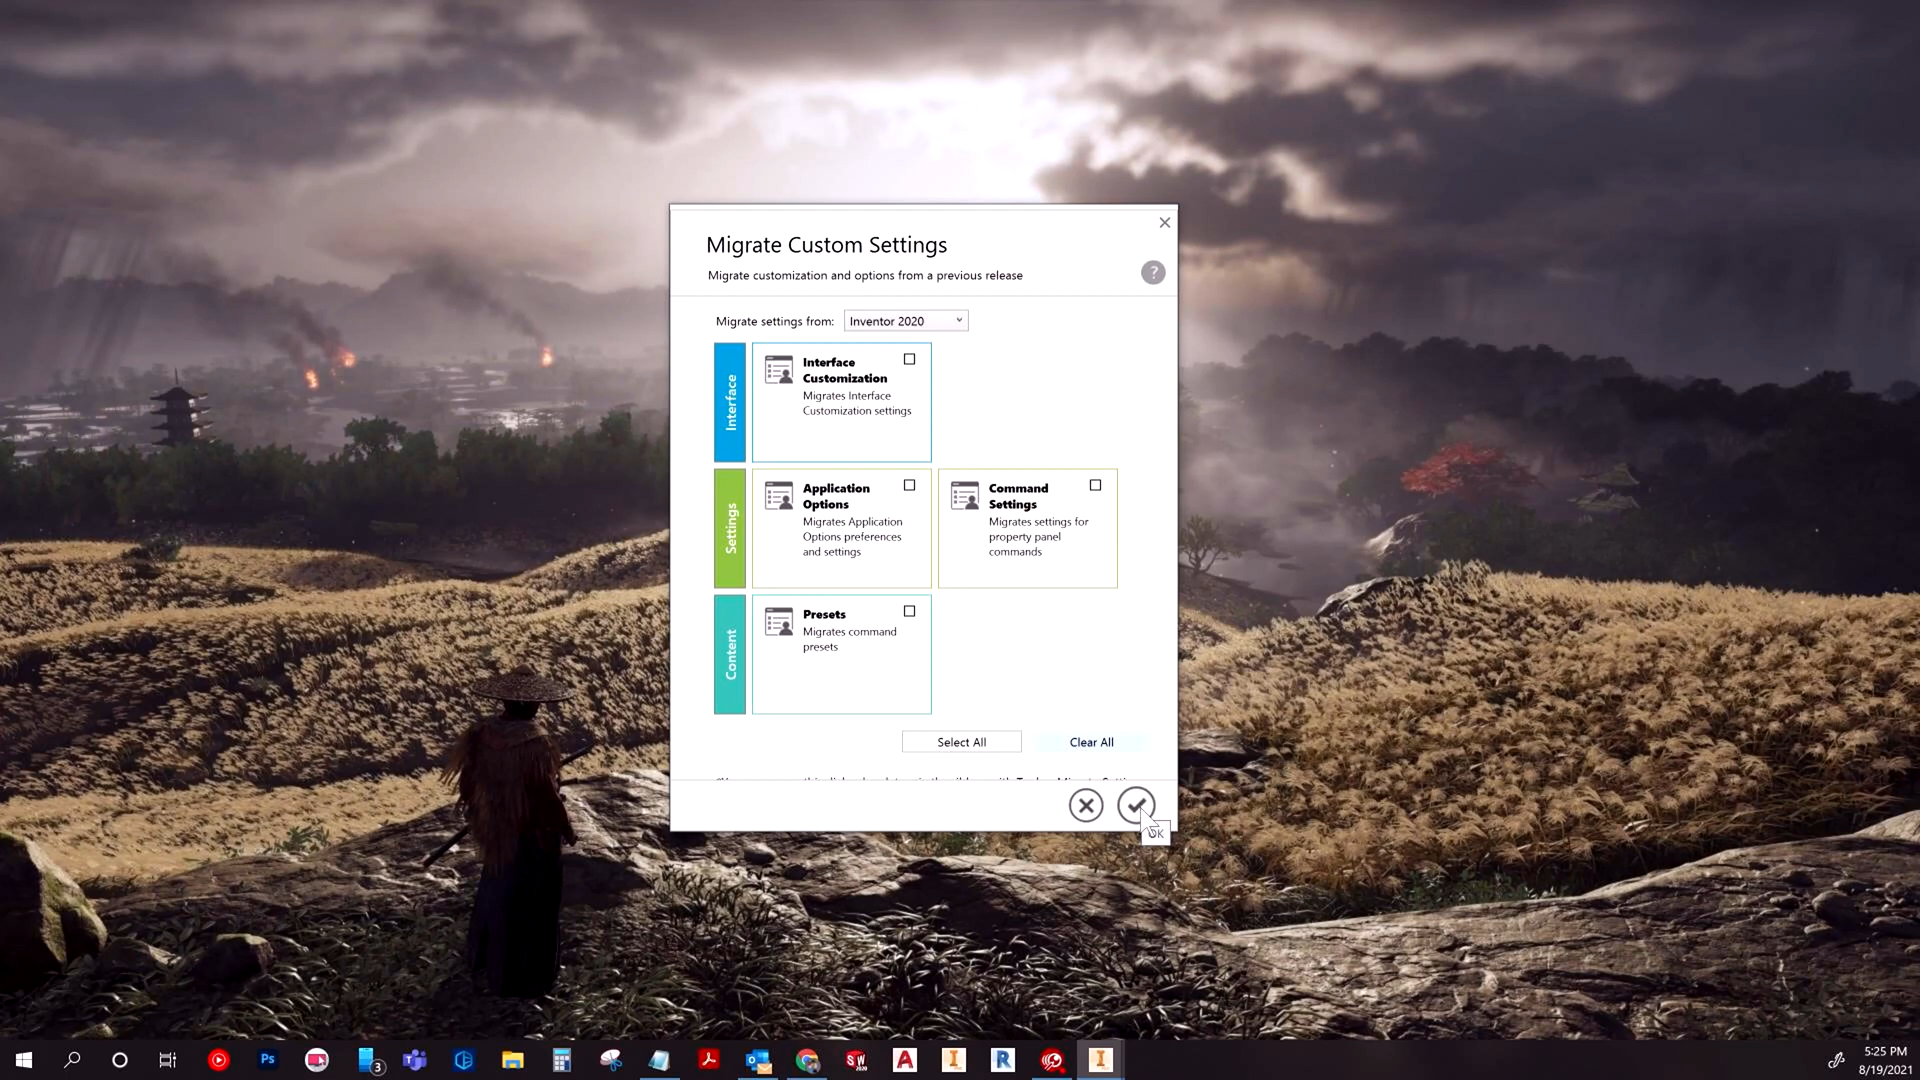 Migrate Custom Settings
Migrate customization and options from a previous release
?
Migrate settings from: Inventor 2020
Interface
Interface
Customization
Migrates Interface
Customization settings
Settings
Application
Options
Migrates Application
Options preferences
and settings
Command
Settings
Migrates settings for
property panel
commands
Content
Presets
Migrates command
presets
Select All
Clear All
OK
Ps
3
SW
2020
A
I
R
I
5:25 PM
8/19/2021